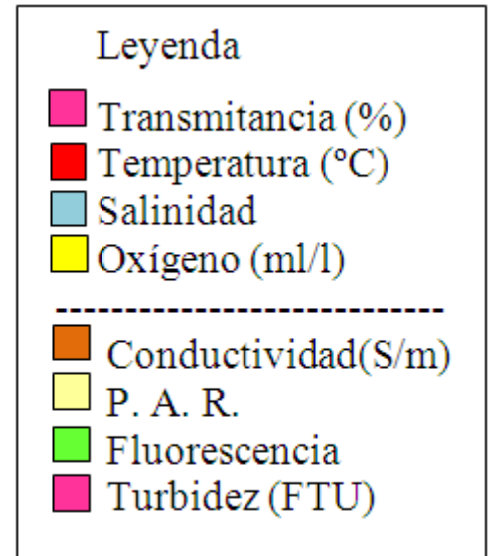 Leyenda
Transmitancia (%)
Temperatura (ºC)
Salinidad
Oxígeno (ml/l)
----------------------------
Conductividad(S/m)
P. A. R.
Fluorescencia
Turbidez (FTU)